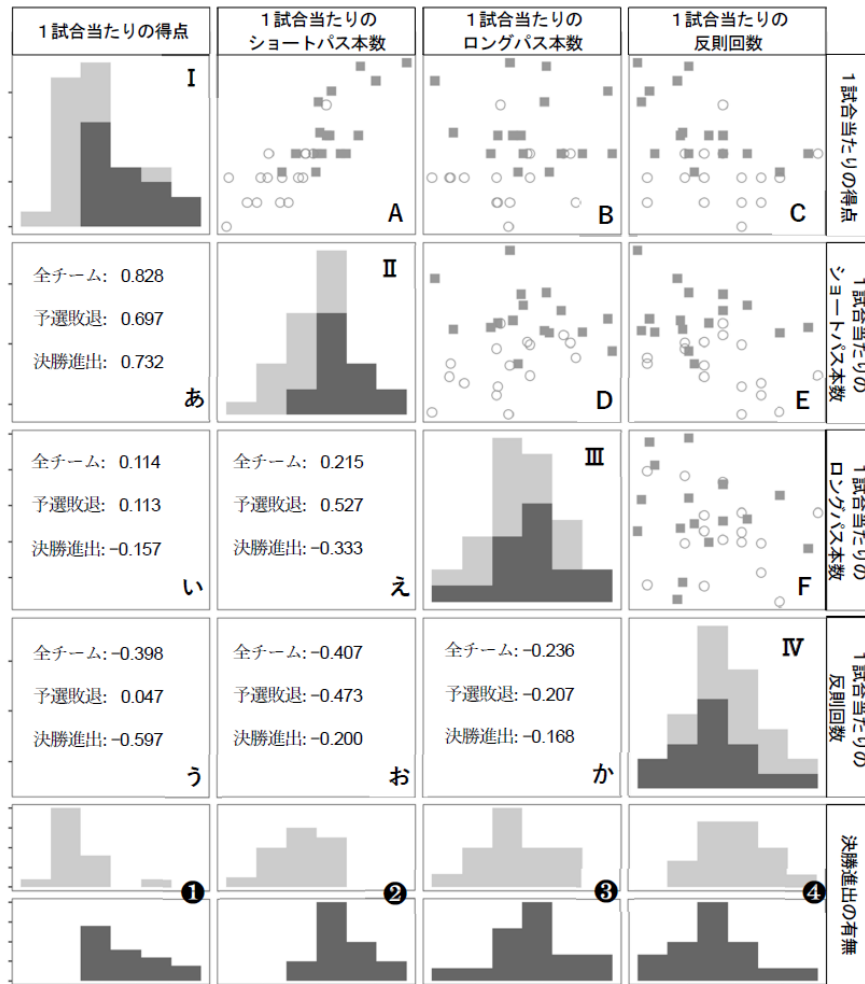 1試合当たりの得点
1試合当たりの
ショートパス本数
1試合当たりの
ロングパス本数
1試合当たりの
反則回数
Ⅰ
A
B
C
1試合当たりの得点
全チーム: 0.828
予選敗退: 0.697
決勝進出: 0.732
あ
Ⅱ
D
E
1試合当たりの
ショートパス本数
全チーム: 0.114
予選敗退: 0.113
決勝進出: -0.157
い
全チーム: 0.215
予選敗退: 0.527
決勝進出: -0.333
え
Ⅲ
F
1試合当たりの
ロングパス本数
全チーム: -0.398
予選敗退: 0.047
決勝進出: -0.597
う
全チーム: -0.407
予選敗退: -0.473
決勝進出: -0.200
お
全チーム: -0.236
予選敗退: -0.207
決勝進出: -0.168
か
Ⅳ
1試合当たりの
反則回数
❶
❷
❸
❹
決勝進出の有無